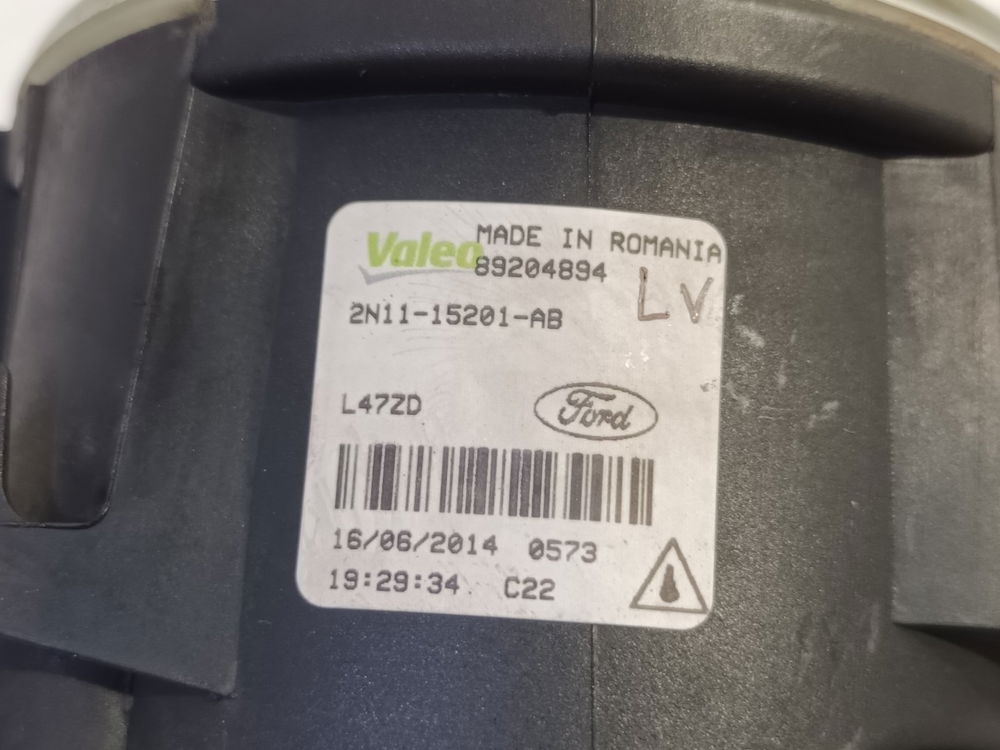 Valeo MADE IN ROMANIA
89204894
LV
2N11-15201-AB
L47ZD
Ford
16/06/2014 0573
19:29:34 C22